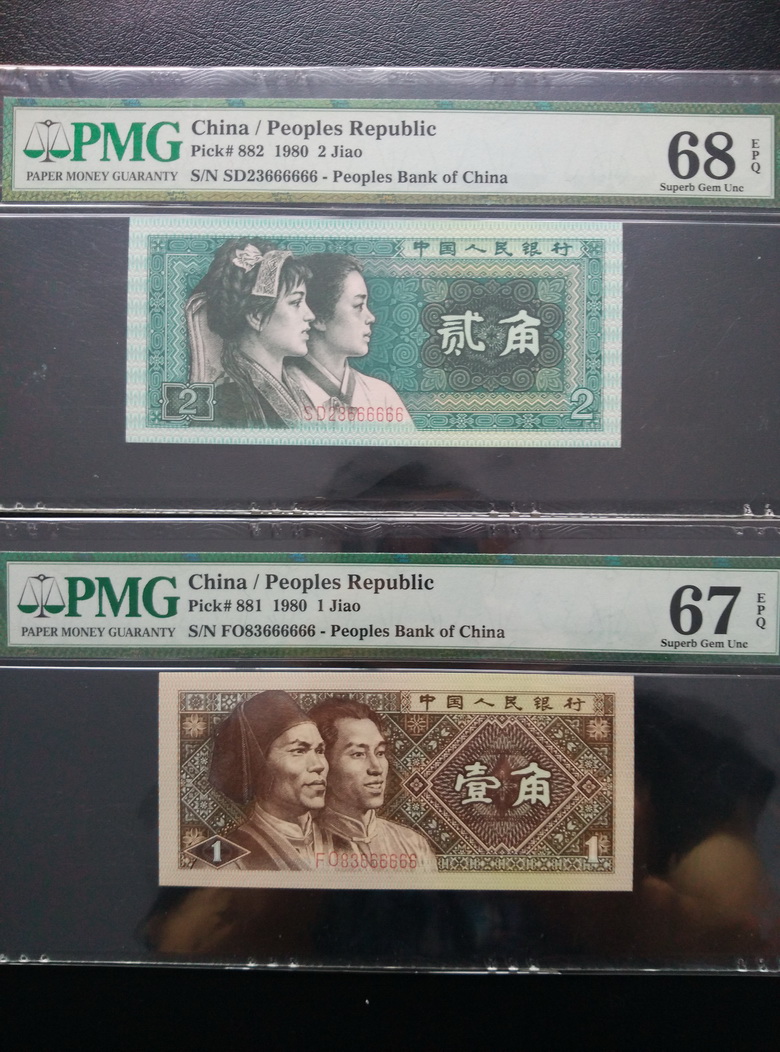 PMG
PAPER MONEY GUARANTY
China / Peoples Republic
Pick# 882 1980 2 Jiao
S/N SD23666666 - Peoples Bank of China
68
EPQ
Superb Gem Unc
中国人民银行
贰角
2
SD23666666
2
PMG
PAPER MONEY GUARANTY
China / Peoples Republic
Pick# 881 1980 1 Jiao
S/N FO83666666 - Peoples Bank of China
67
EPQ
Superb Gem Unc
中国人民银行
壹角
1
FO83666666
1